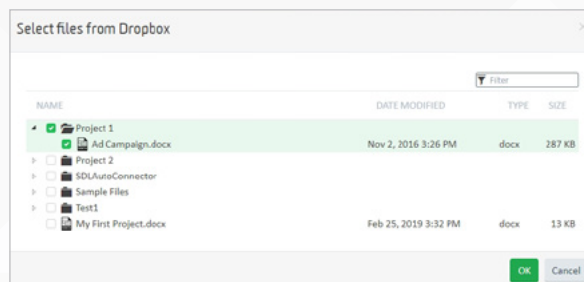 Select files from Dropbox
Filter
NAME DATE MODIFIED TYPE SIZE
Project 1
Ad Campaign.docx Nov 2, 2016 3:26 PM docx 287 KB
Project 2
SDLAutoConnector
Sample Files
Test1
My First Project.docx Feb 25, 2019 3:32 PM docx 13 KB
OK Cancel